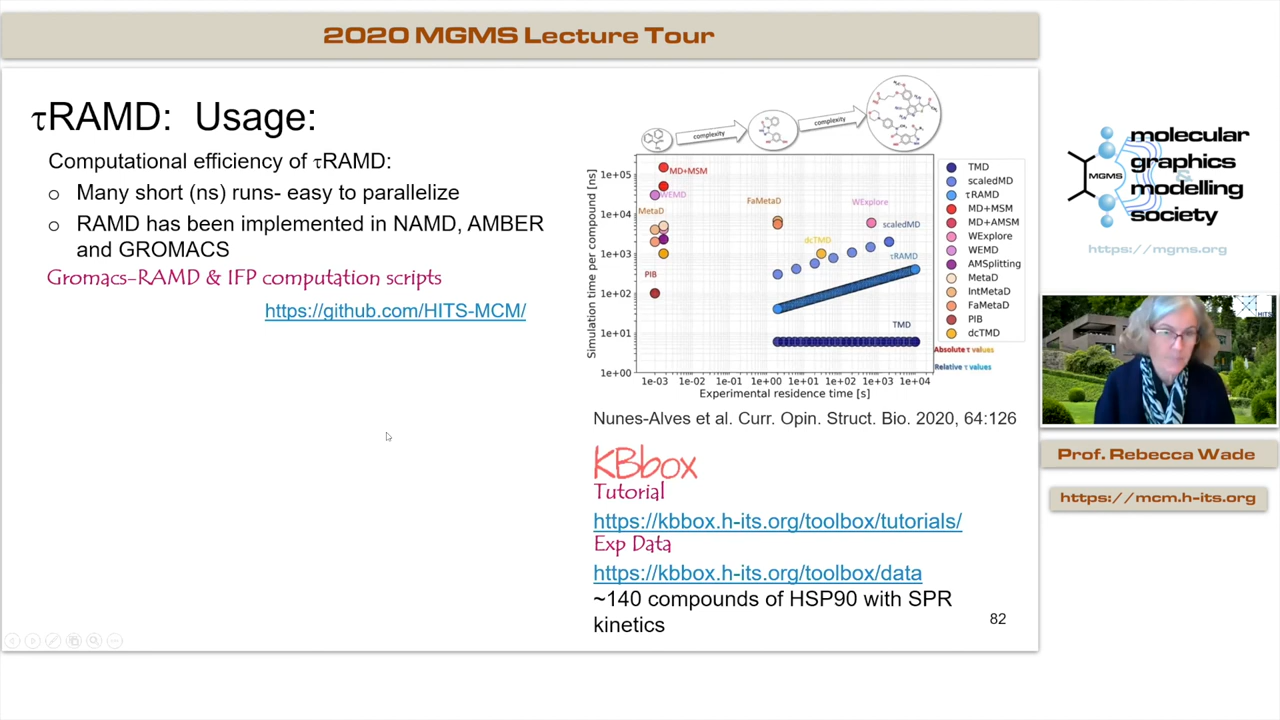 2020 MGMS Lecture Tour
τRAMD: Usage:
Computational efficiency of τRAMD:
o Many short (ns) runs- easy to parallelize
o RAMD has been implemented in NAMD, AMBER
and GROMACS
Gromacs-RAMD & IFP computation scripts
https://github.com/HITS-MCM/
complexity
complexity
Simulation time per compound [ns]
1e+05
1e+04
1e+03
1e+02
1e+01
1e+00
MD+MSM
WEMD
MetaD
PIB
FaMetaD
dcTMD
WExplore
scaledMD
τRAMD
TMD
1e-03 1e-02 1e-01 1e+00 1e+01 1e+02 1e+03 1e+04
Experimental residence time [s]
TMD
scaledMD
τRAMD
MD+MSM
MD+AMSM
WExplore
WEMD
AMSplitting
MetaD
IntMetaD
FaMetaD
PIB
dcTMD
Absolute τ values
Relative τ values
Nunes-Alves et al. Curr. Opin. Struct. Bio. 2020, 64:126
KBbox
Tutorial
https://kbbox.h-its.org/toolbox/tutorials/
Exp Data
https://kbbox.h-its.org/toolbox/data
~140 compounds of HSP90 with SPR
kinetics
82
MGMS
molecular
graphics
&
modelling
society
https://mgms.org
HITS
Prof. Rebecca Wade
https://mcm.h-its.org